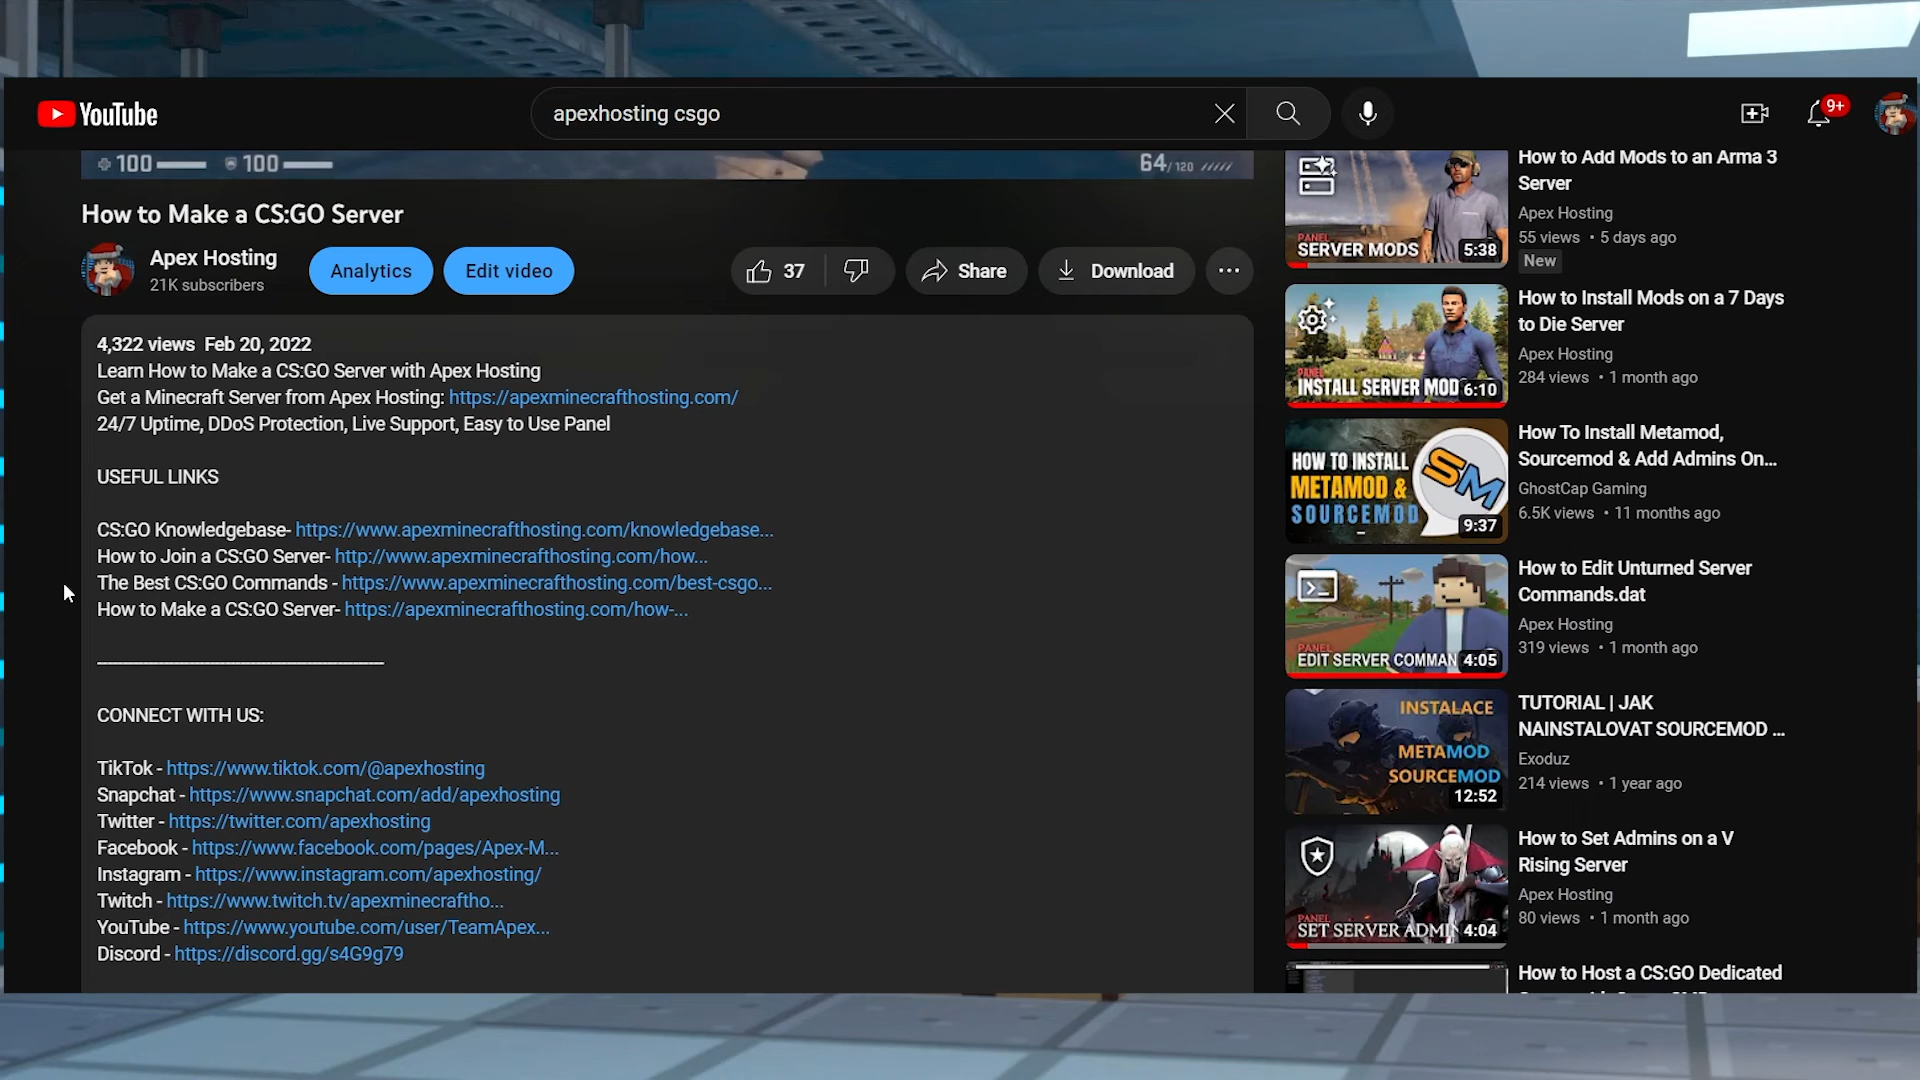 YouTube
apexhosting csgo
9+
100
100
64/120
How to Make a CS:GO Server
Apex Hosting
21K subscribers
Analytics
Edit video
37
Share
Download
4,322 views Feb 20, 2022
Learn How to Make a CS:GO Server with Apex Hosting
Get a Minecraft Server from Apex Hosting: https://apexminecrafthosting.com/
24/7 Uptime, DDoS Protection, Live Support, Easy to Use Panel
USEFUL LINKS
CS:GO Knowledgebase- https://www.apexminecrafthosting.com/knowledgebase...
How to Join a CS:GO Server- http://www.apexminecrafthosting.com/how...
The Best CS:GO Commands - https://www.apexminecrafthosting.com/best-csgo...
How to Make a CS:GO Server- https://apexminecrafthosting.com/how-...
CONNECT WITH US:
TikTok - https://www.tiktok.com/@apexhosting
Snapchat - https://www.snapchat.com/add/apexhosting
Twitter - https://twitter.com/apexhosting
Facebook - https://www.facebook.com/pages/Apex-M...
Instagram - https://www.instagram.com/apexhosting/
Twitch - https://www.twitch.tv/apexminecraftho...
YouTube - https://www.youtube.com/user/TeamApex...
Discord - https://discord.gg/s4G9g79
PANEL
SERVER MODS
5:38
How to Add Mods to an Arma 3
Server
Apex Hosting
55 views • 5 days ago
New
PANEL
INSTALL SERVER MOD
6:10
How to Install Mods on a 7 Days
to Die Server
Apex Hosting
284 views • 1 month ago
HOW TO INSTALL
METAMOD &
SOURCEMOD
SM
9:37
How To Install Metamod,
Sourcemod & Add Admins On...
GhostCap Gaming
6.5K views • 11 months ago
PANEL
EDIT SERVER COMMAN
4:05
How to Edit Unturned Server
Commands.dat
Apex Hosting
319 views • 1 month ago
INSTALACE
METAMOD
SOURCEMOD
12:52
TUTORIAL | JAK
NAINSTALOVAT SOURCEMOD ...
Exoduz
214 views • 1 year ago
PANEL
SET SERVER ADMIN
4:04
How to Set Admins on a V
Rising Server
Apex Hosting
80 views • 1 month ago
How to Host a CS:GO Dedicated